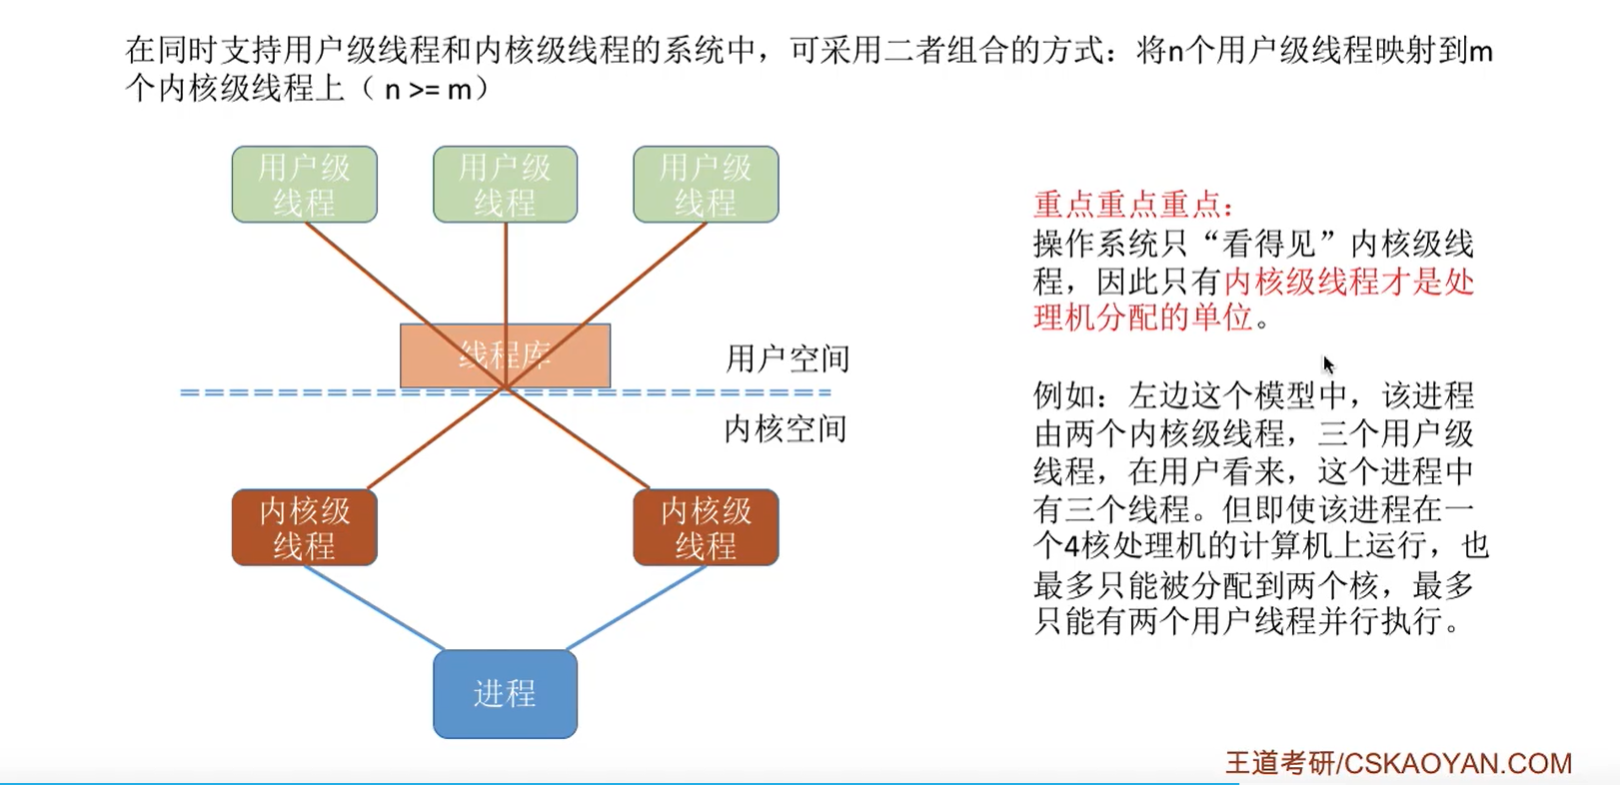 在同时支持用户级线程和内核级线程的系统中，可采用二者组合的方式：将n个用户级线程映射到m
个内核级线程上（ n >= m）
用户级
线程
用户级
线程
用户级
线程
重点重点重点：
操作系统只“看得见”内核级线
程，因此只有内核级线程才是处
理机分配的单位。
线程库
用户空间
内核空间
例如：左边这个模型中，该进程
由两个内核级线程，三个用户级
线程，在用户看来，这个进程中
有三个线程。但即使该进程在一
个4核处理机的计算机上运行，也
最多只能被分配到两个核，最多
只能有两个用户线程并行执行。
内核级
线程
内核级
线程
进程
王道考研/CSKAOYAN.COM